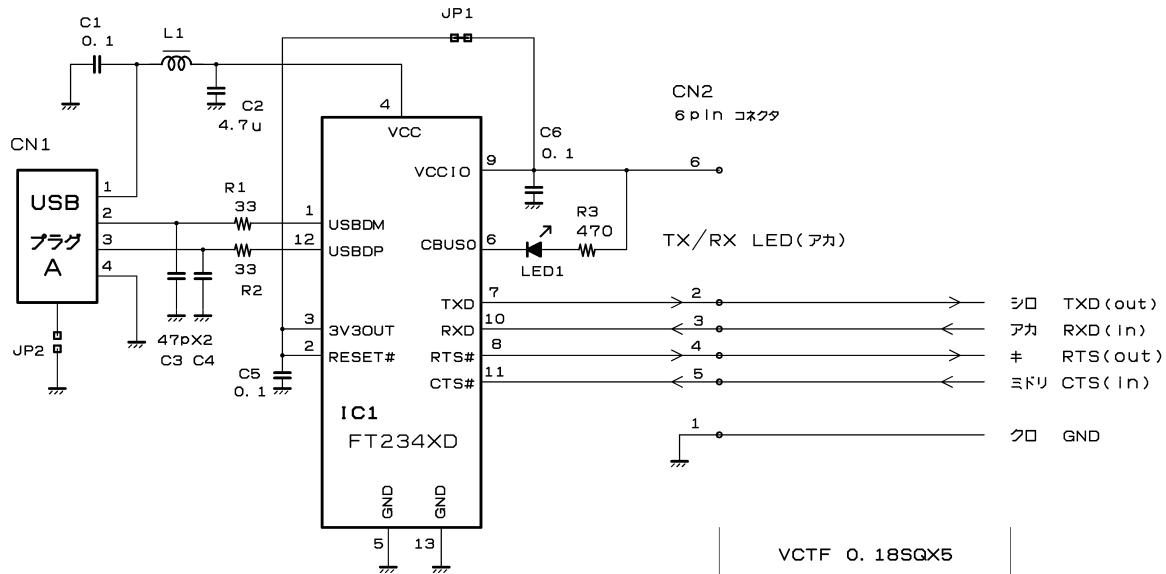 JP1
C1
0.1
L1
C2
4.7u
4
VCC
CN2
6pin コネクタ
CN1
USB
プラグ
A
1
2
3
4
R1
33
33
R2
1
USBDM
12
USBDP
3
3V3OUT
2
RESET#
C6
0.1
VCCIO
9
6
CBUS0
6
LED1
R3
470
TX/RX LED(アカ)
TXD
7
2
シロ TXD(out)
RXD
10
3
アカ RXD(in)
RTS#
8
4
キ RTS(out)
CTS#
11
5
ミドリ CTS(in)
JP2
47pX2
C3 C4
C5
0.1
IC1
FT234XD
1
クロ GND
GND
GND
5
13
VCTF 0.18SQX5